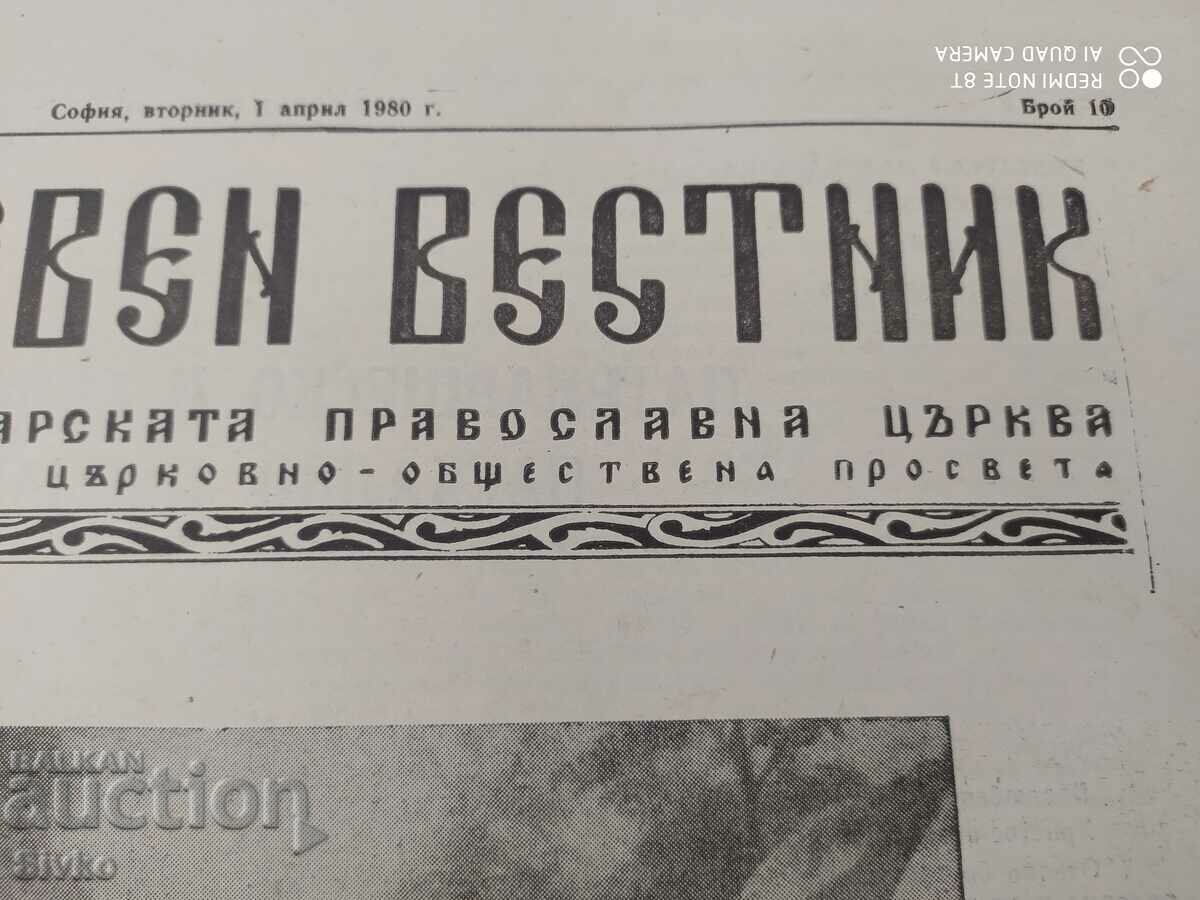 AI QUAD CAMERA
REDMI NOTE 8T
София, вторник, 1 април 1980 г. Брой 10
ВЕН ВЕСТНИК
АРСКАТА ПРАВОСЛАВНА ЦЪРКВА
ЦЪРКОВНО-ОБЩЕСТВЕНА ПРОСВЕТА
BALKAN
auction
Sivko